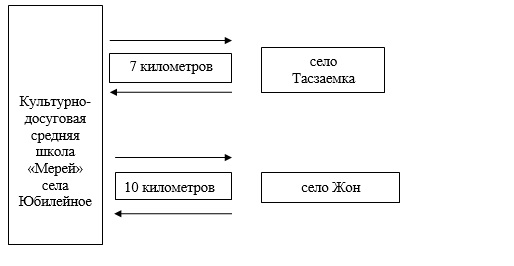 Культурно-
досуговая
средняя
школа
«Мерей»
села
Юбилейное
7 километров
село
Тасзаемка
10 километров
село Жон